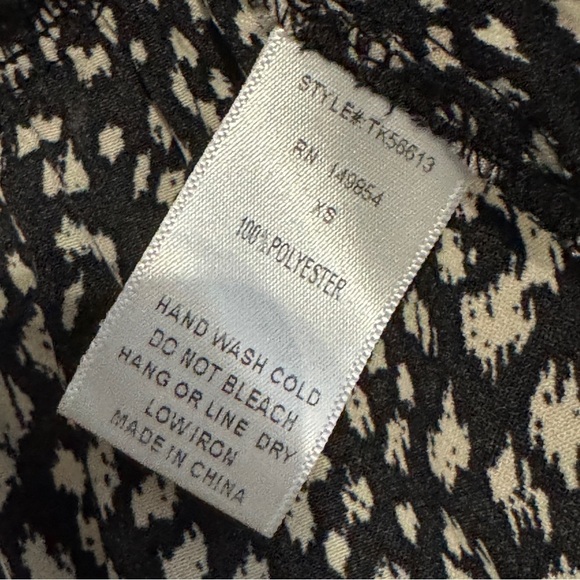 STYLE#:TK56613
RN 149854
XS
100%POLYESTER
HAND WASH COLD
DO NOT BLEACH
HANG OR LINE DRY
LOW IRON
MADE IN CHINA